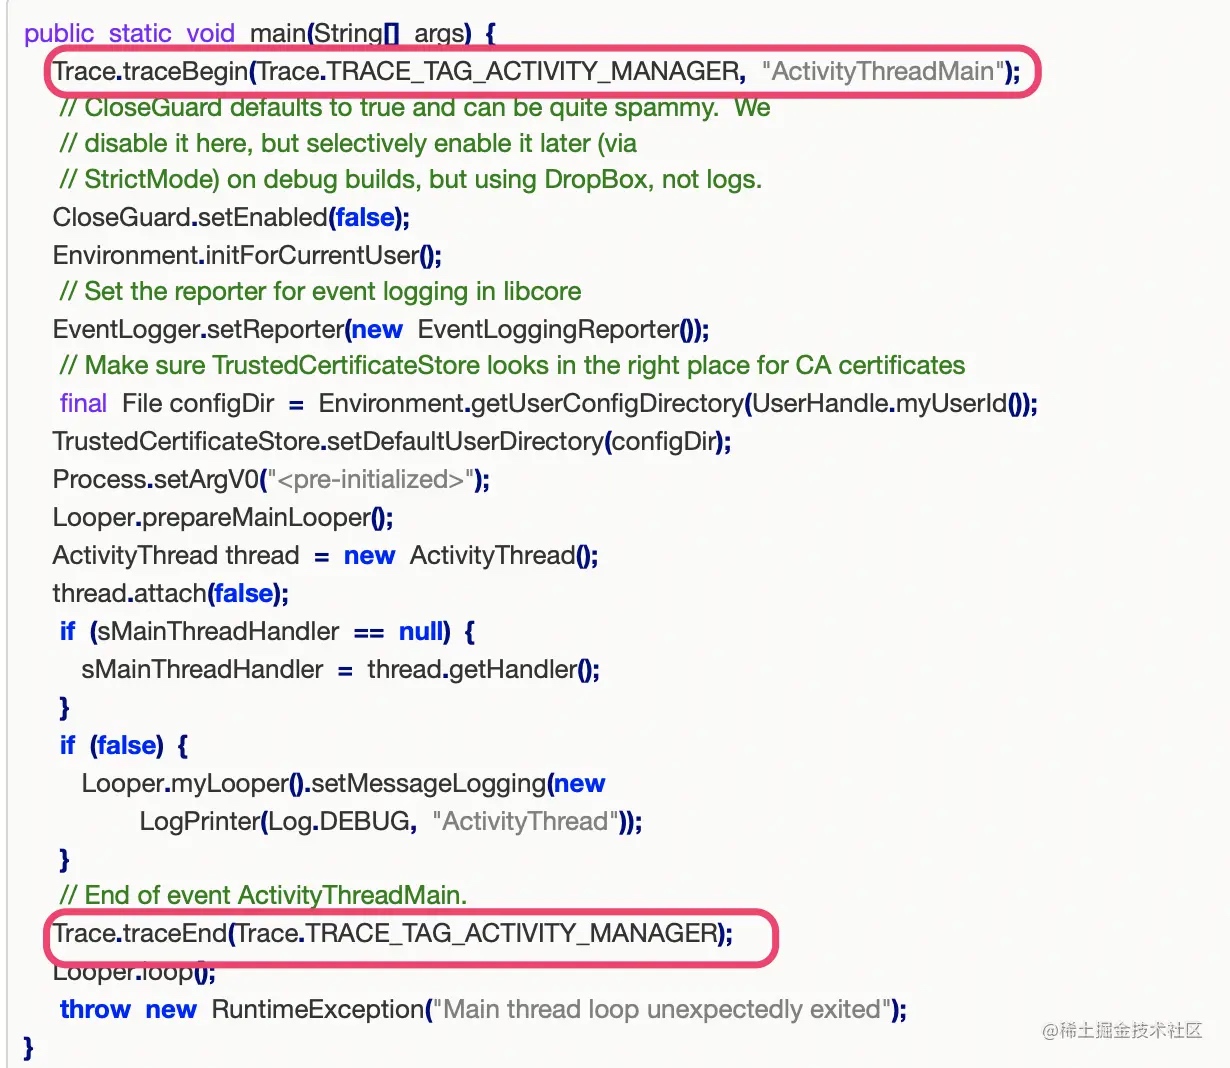 public static void main(String[] args) {
Trace.traceBegin(Trace.TRACE_TAG_ACTIVITY_MANAGER, "ActivityThreadMain");
// CloseGuard defaults to true and can be quite spammy. We
// disable it here, but selectively enable it later (via
// StrictMode) on debug builds, but using DropBox, not logs.
CloseGuard.setEnabled(false);
Environment.initForCurrentUser();
// Set the reporter for event logging in libcore
EventLogger.setReporter(new EventLoggingReporter());
// Make sure TrustedCertificateStore looks in the right place for CA certificates
final File configDir = Environment.getUserConfigDirectory(UserHandle.myUserId());
TrustedCertificateStore.setDefaultUserDirectory(configDir);
Process.setArgV0("<pre-initialized>");
Looper.prepareMainLooper();
ActivityThread thread = new ActivityThread();
thread.attach(false);
if (sMainThreadHandler == null) {
sMainThreadHandler = thread.getHandler();
}
if (false) {
Looper.myLooper().setMessageLogging(new
LogPrinter(Log.DEBUG, "ActivityThread"));
}
// End of event ActivityThreadMain.
Trace.traceEnd(Trace.TRACE_TAG_ACTIVITY_MANAGER);
Looper.loop();
throw new RuntimeException("Main thread loop unexpectedly exited");
}
@稀土掘金技术社区